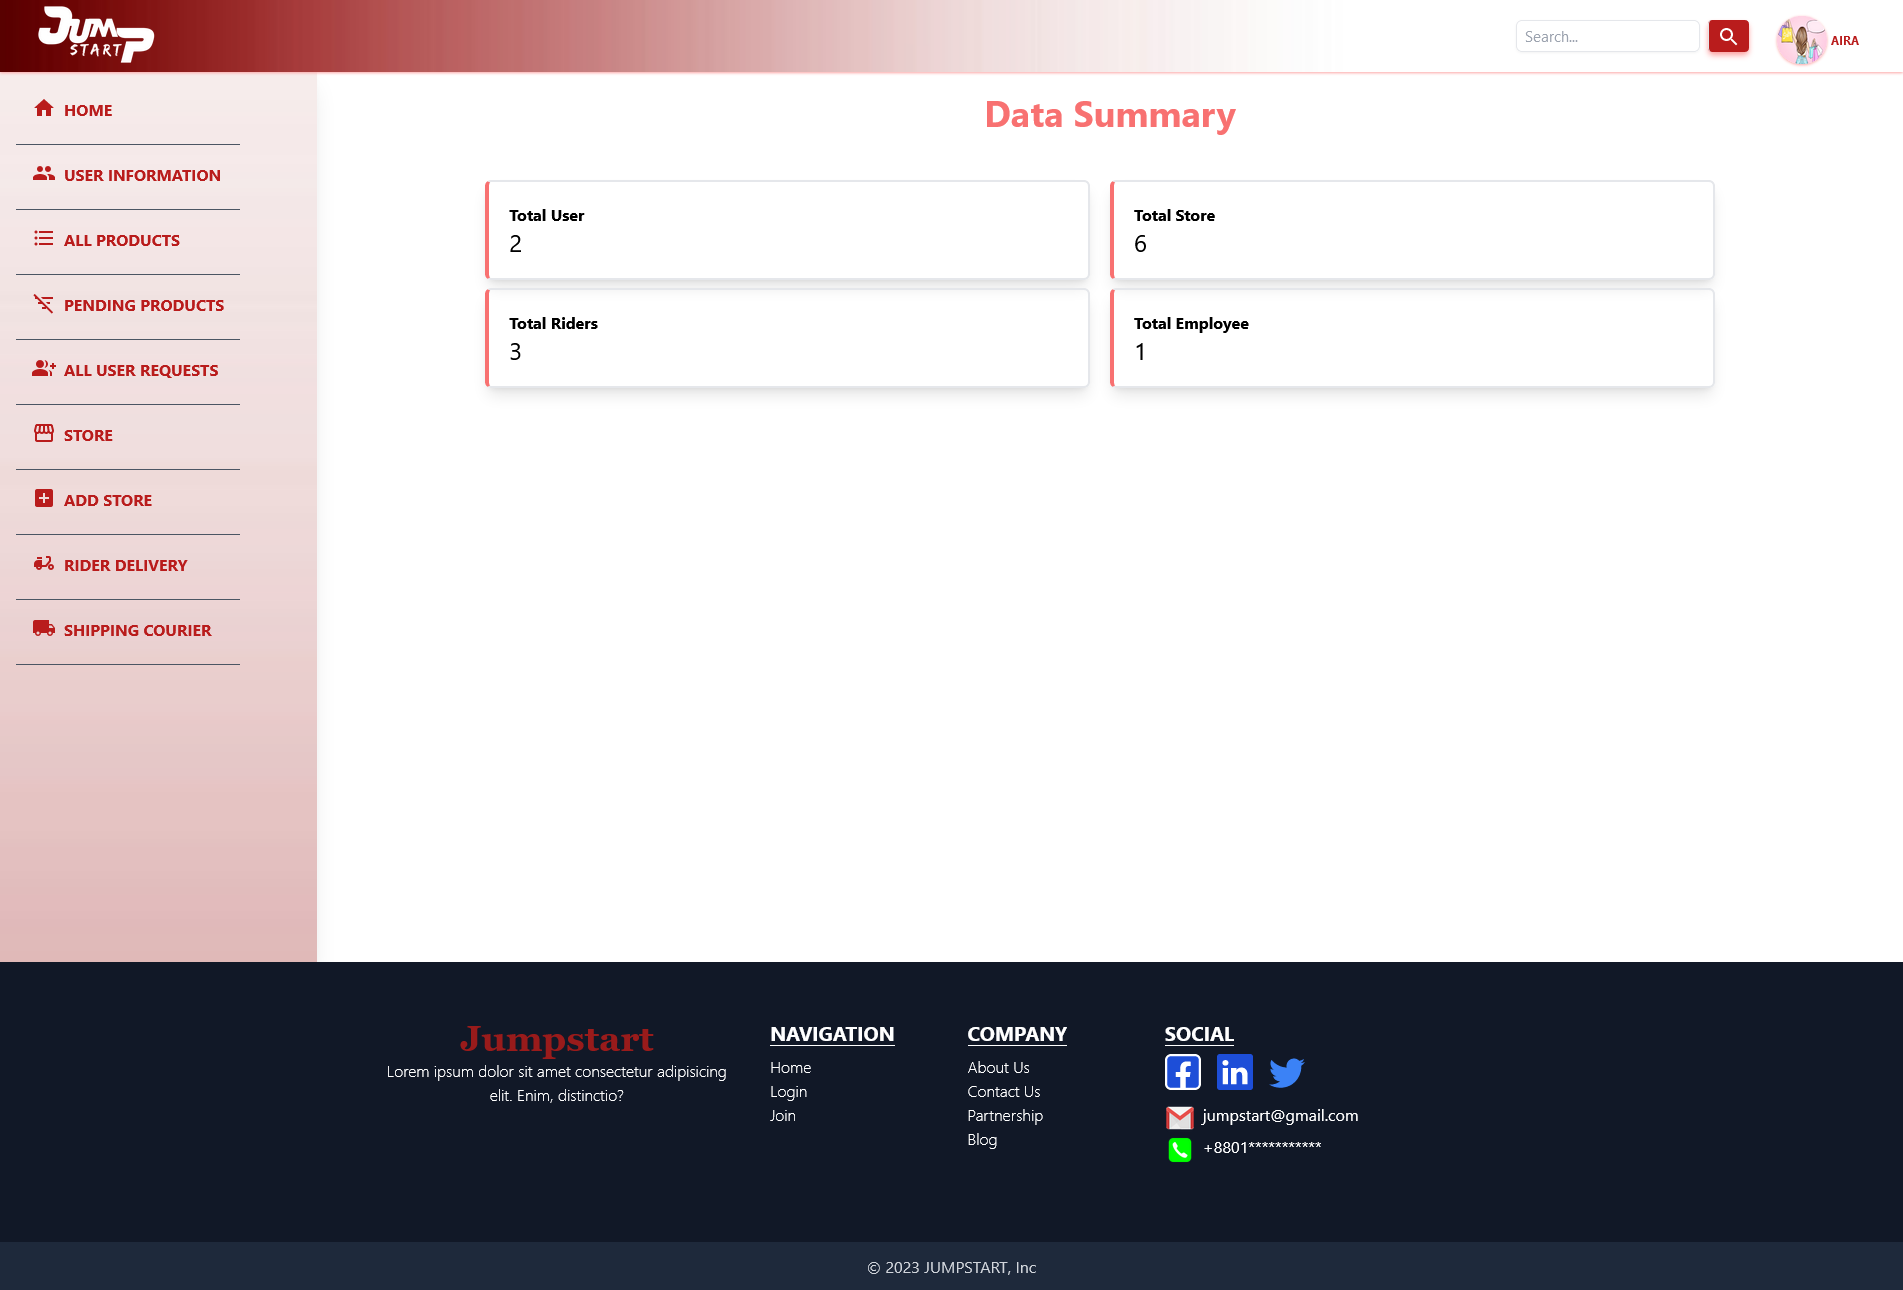 JUMP
START
Search...
AIRA
HOME
USER INFORMATION
ALL PRODUCTS
PENDING PRODUCTS
ALL USER REQUESTS
STORE
ADD STORE
RIDER DELIVERY
SHIPPING COURIER
Data Summary
Total User
2
Total Store
6
Total Riders
3
Total Employee
1
Jumpstart
Lorem ipsum dolor sit amet consectetur adipisicing
elit. Enim, distinctio?
NAVIGATION
Home
Login
Join
COMPANY
About Us
Contact Us
Partnership
Blog
SOCIAL
jumpstart@gmail.com
+8801***********
© 2023 JUMPSTART, Inc